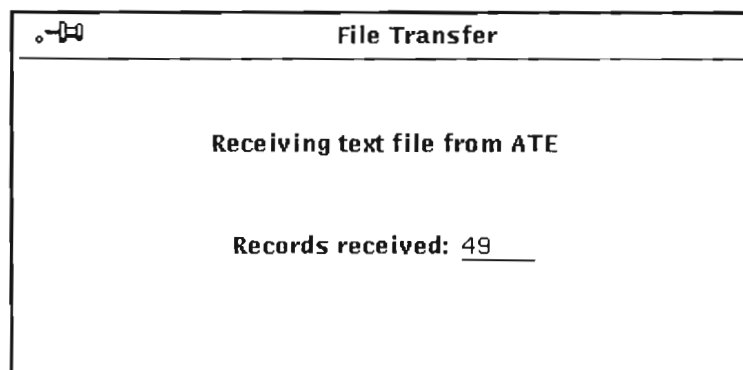 File Transfer
Receiving text file from ATE
Records received: 49